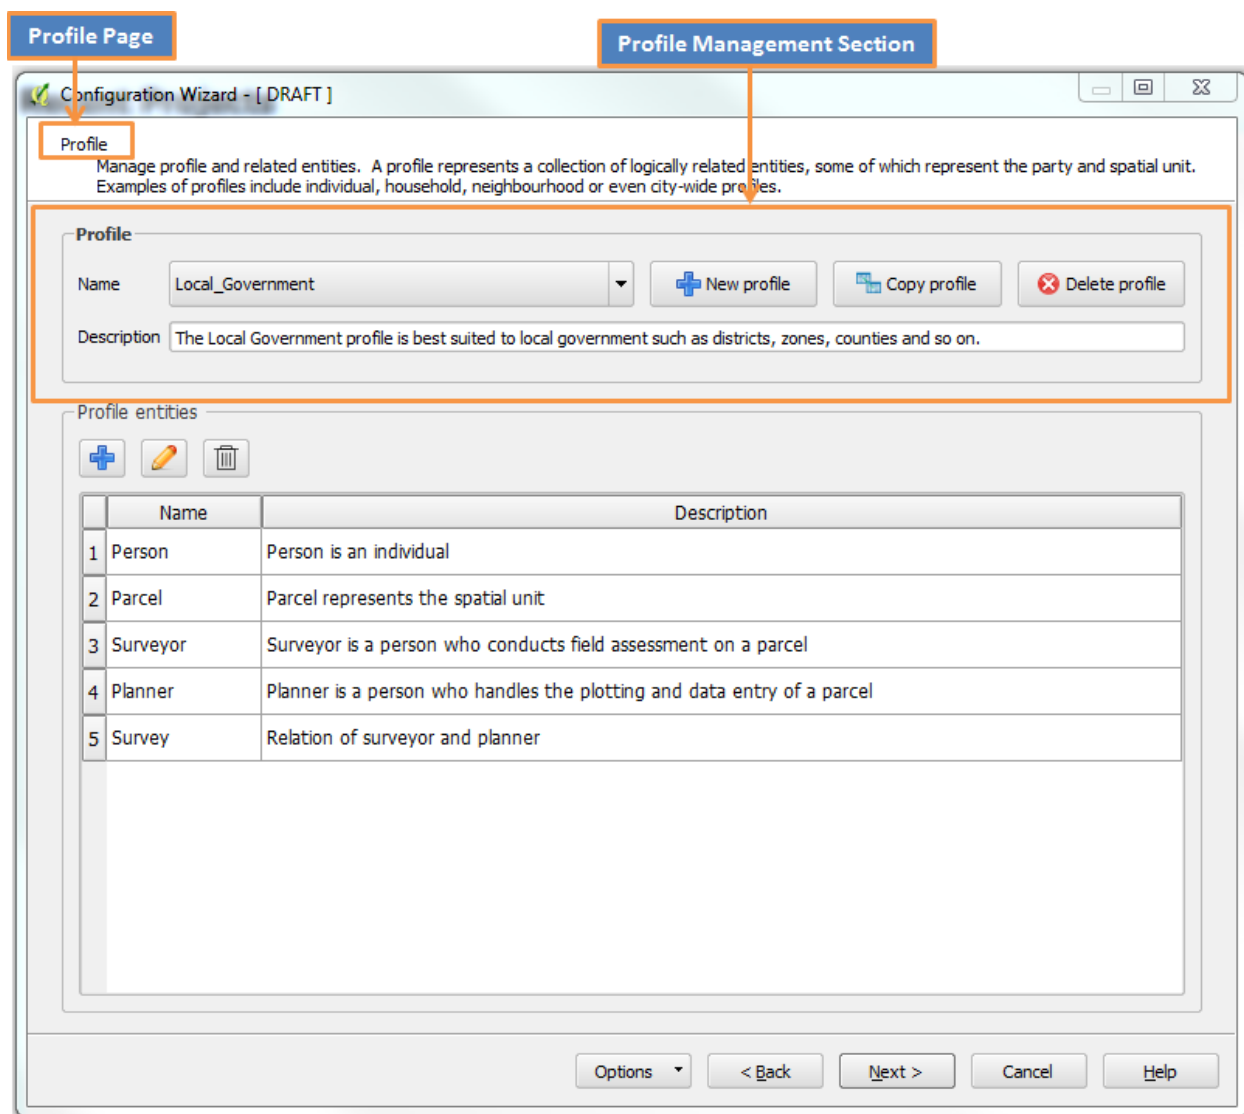 Profile Page
Profile Management Section
Configuration Wizard - [ DRAFT ]
Profile
Manage profile and related entities. A profile represents a collection of logically related entities, some of which represent the party and spatial unit.
Examples of profiles include individual, household, neighbourhood or even city-wide profiles.
Profile
Name Local_Government New profile Copy profile Delete profile
Description The Local Government profile is best suited to local government such as districts, zones, counties and so on.
Profile entities
Name Description
1 Person Person is an individual
2 Parcel Parcel represents the spatial unit
3 Surveyor Surveyor is a person who conducts field assessment on a parcel
4 Planner Planner is a person who handles the plotting and data entry of a parcel
5 Survey Relation of surveyor and planner
Options < Back Next > Cancel Help